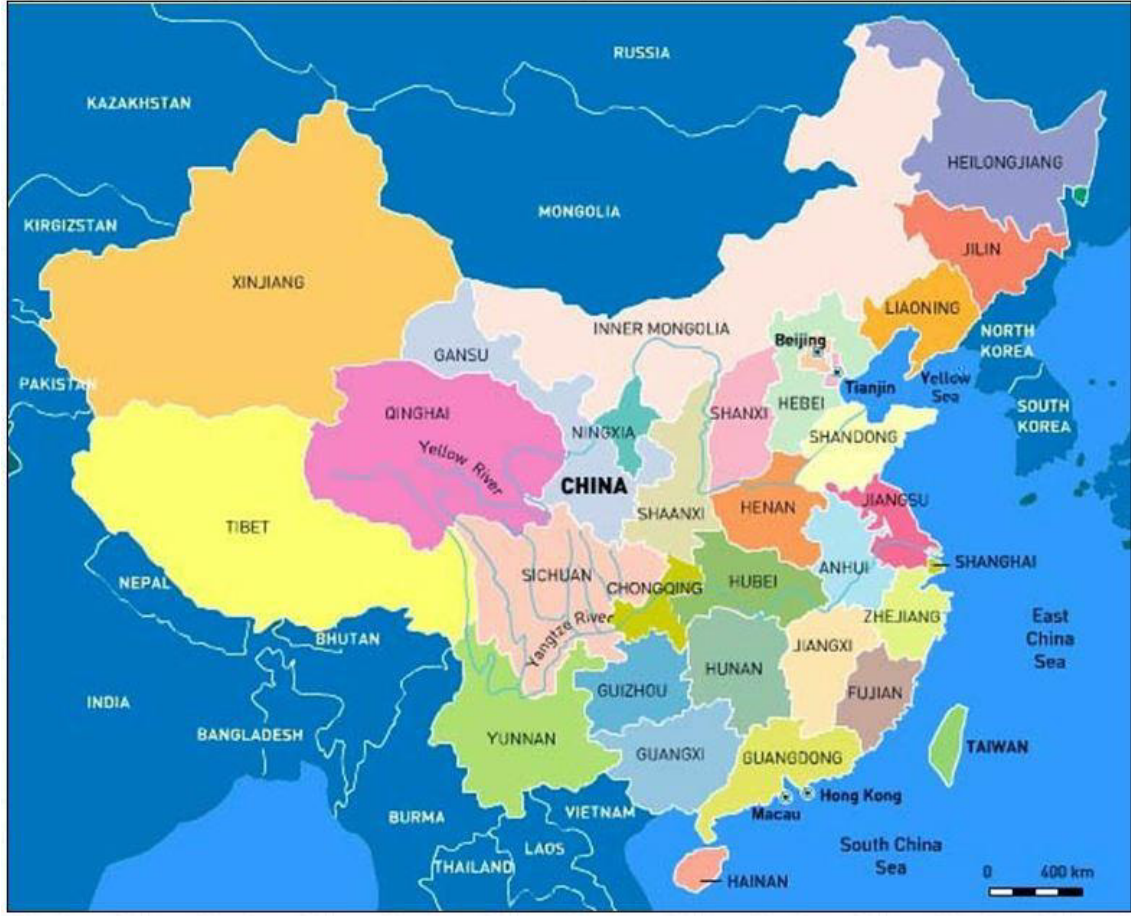 RUSSIA
KAZAKHSTAN
HEILONGJIANG
MONGOLIA
KIRGIZSTAN
JILIN
XINJIANG
LIAONING
INNER MONGOLIA
NORTH
KOREA
Beijing
GANSU
Tianjin
Yellow
Sea
PAKISTAN
QINGHAI
SHANXI
HEBEI
SOUTH
KOREA
NINGXIA
SHANDONG
Yellow River
CHINA
JIANGSU
HENAN
SHAANXI
TIBET
SHANGHAI
ANHUI
SICHUAN
NEPAL
CHONGQING
HUBEI
ZHEJIANG
Yangtze River
East
China
Sea
BHUTAN
JIANGXI
HUNAN
GUIZHOU
FUJIAN
INDIA
BANGLADESH
YUNNAN
GUANGXI
GUANGDONG
TAIWAN
Hong Kong
Macau
VIETNAM
BURMA
South China
Sea
LAOS
THAILAND
HAINAN
0 400 km